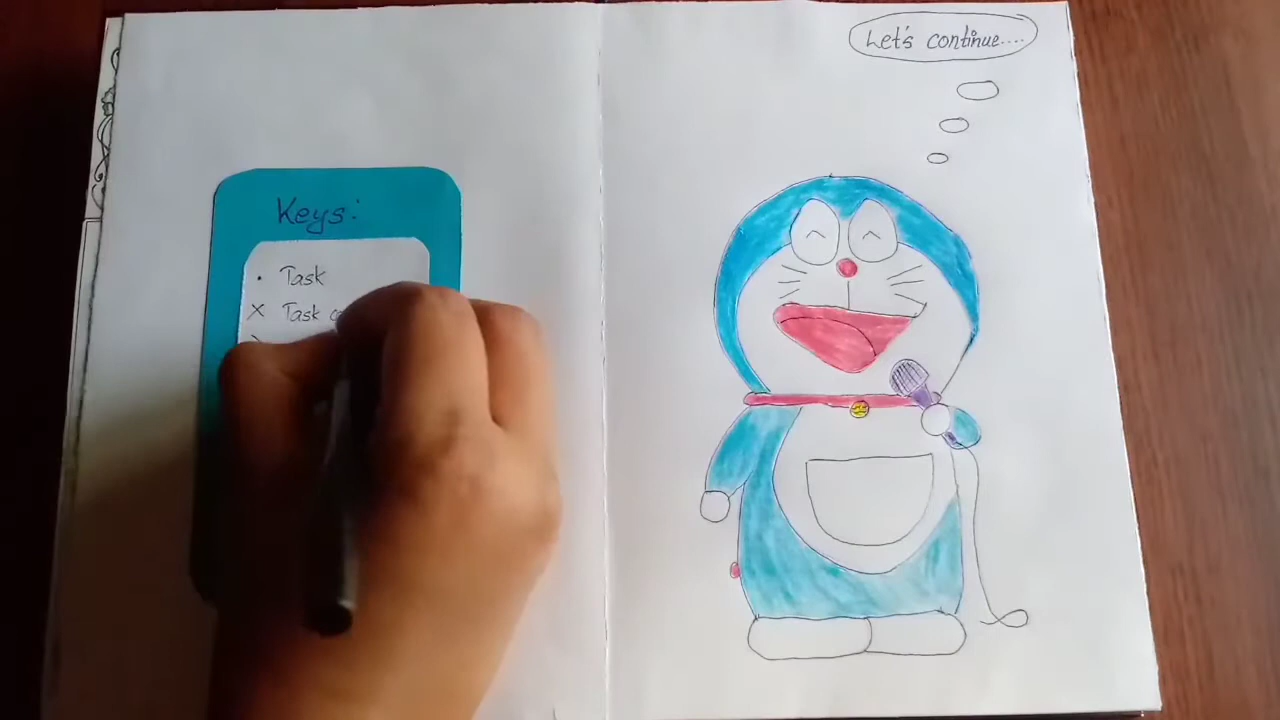 Keys:
• Task
× Task
Let's continue....